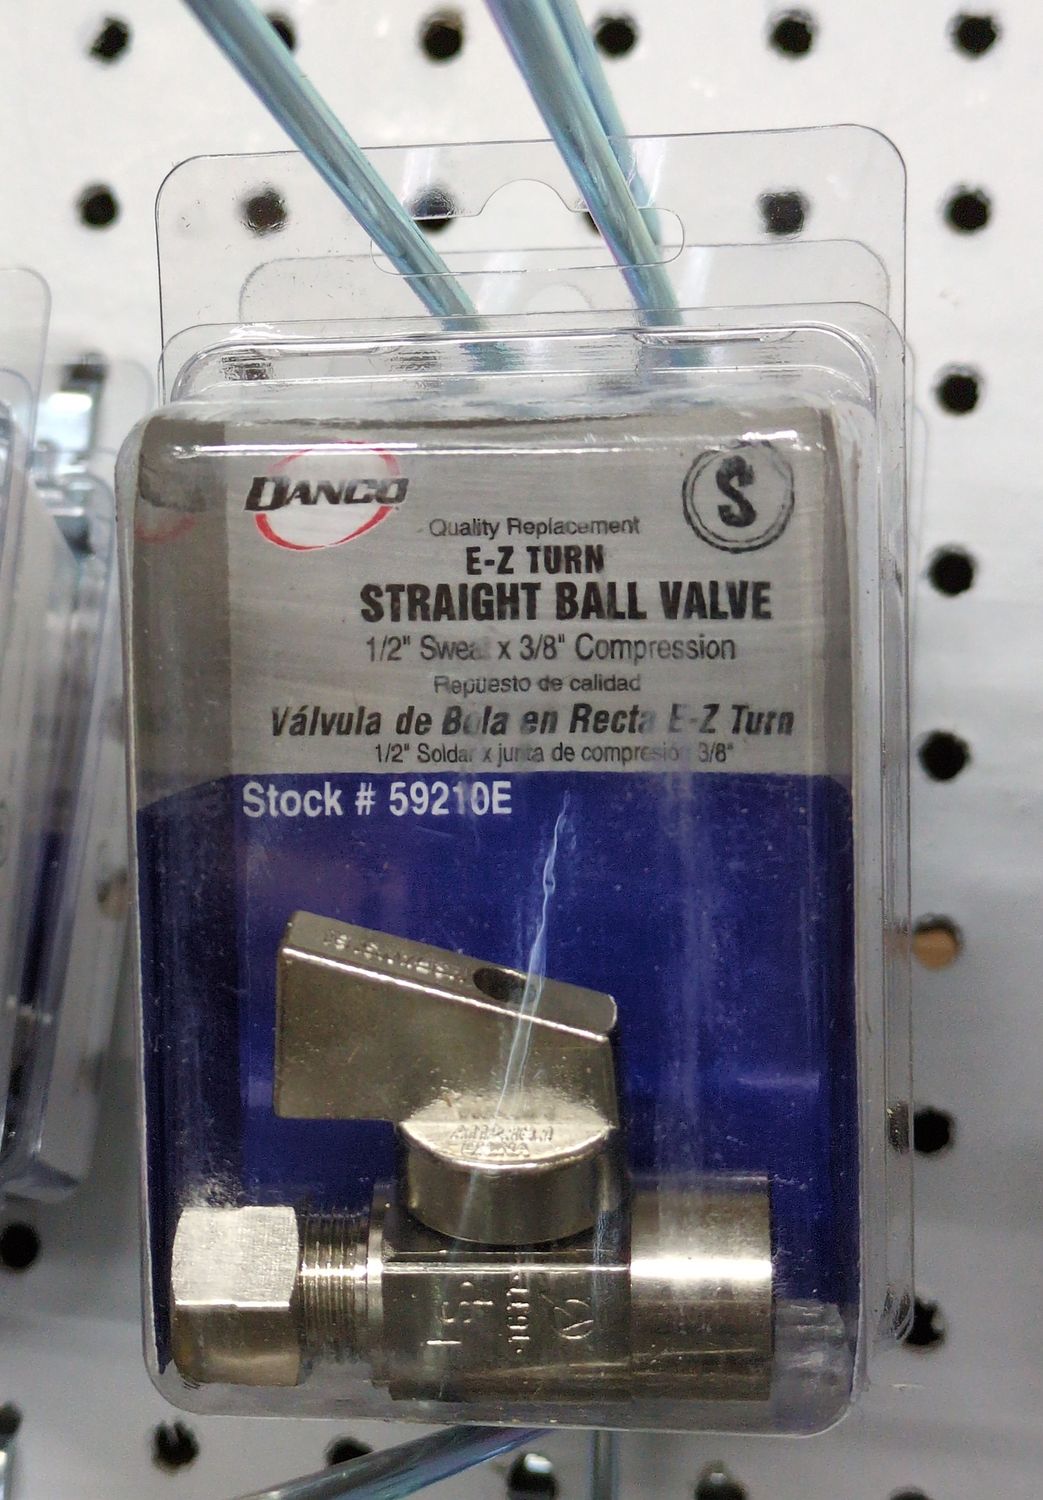 DANCO
S
Quality Replacement
E-Z TURN
STRAIGHT BALL VALVE
1/2" Sweat x 3/8" Compression
Repuesto de calidad
Válvula de Bola en Recta E-Z Turn
1/2" Soldar x junta de compresión 3/8"
Stock # 59210E